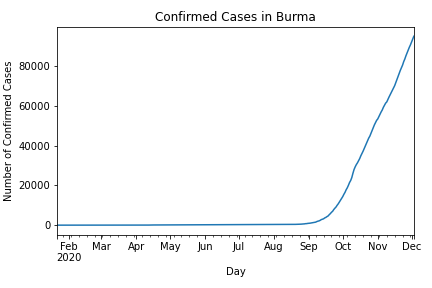 Confirmed Cases in Burma
Number of Confirmed Cases
80000
60000
40000
20000
0
Feb Mar Apr May Jun Jul Aug Sep Oct Nov Dec
2020
Day